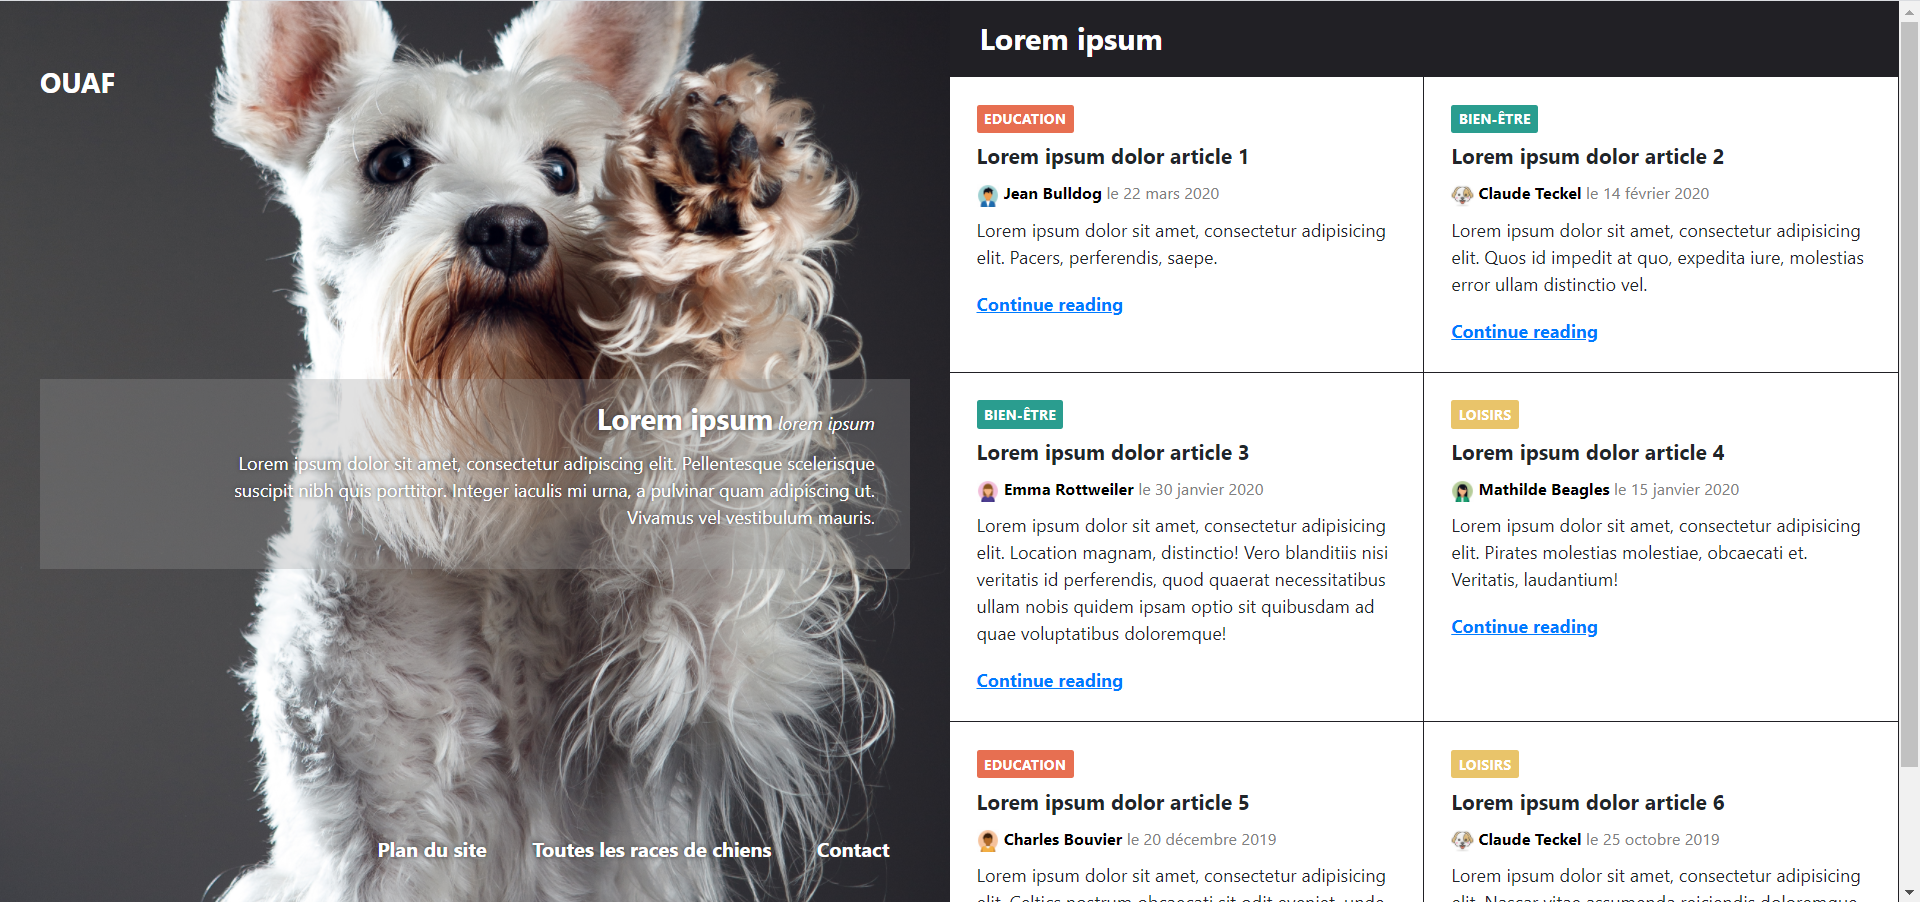 OUAF
Lorem ipsum lorem ipsum
Lorem ipsum dolor sit amet, consectetur adipiscing elit. Pellentesque scelerisque
suscipit nibh quis porttitor. Integer iaculis mi urna, a pulvinar quam adipiscing ut.
Vivamus vel vestibulum mauris.
Plan du site
Toutes les races de chiens
Contact
Lorem ipsum
EDUCATION
Lorem ipsum dolor article 1
Jean Bulldog le 22 mars 2020
Lorem ipsum dolor sit amet, consectetur adipisicing
elit. Pacers, perferendis, saepe.
Continue reading
BIEN-ÊTRE
Lorem ipsum dolor article 2
Claude Teckel le 14 février 2020
Lorem ipsum dolor sit amet, consectetur adipisicing
elit. Quos id impedit at quo, expedita iure, molestias
error ullam distinctio vel.
Continue reading
BIEN-ÊTRE
Lorem ipsum dolor article 3
Emma Rottweiler le 30 janvier 2020
Lorem ipsum dolor sit amet, consectetur adipisicing
elit. Location magnam, distinctio! Vero blanditiis nisi
veritatis id perferendis, quod quaerat necessitatibus
ullam nobis quidem ipsam optio sit quibusdam ad
quae voluptatibus doloremque!
Continue reading
LOISIRS
Lorem ipsum dolor article 4
Mathilde Beagles le 15 janvier 2020
Lorem ipsum dolor sit amet, consectetur adipisicing
elit. Pirates molestias molestiae, obcaecati et.
Veritatis, laudantium!
Continue reading
EDUCATION
Lorem ipsum dolor article 5
Charles Bouvier le 20 décembre 2019
Lorem ipsum dolor sit amet, consectetur adipisicing
LOISIRS
Lorem ipsum dolor article 6
Claude Teckel le 25 octobre 2019
Lorem ipsum dolor sit amet, consectetur adipisicing